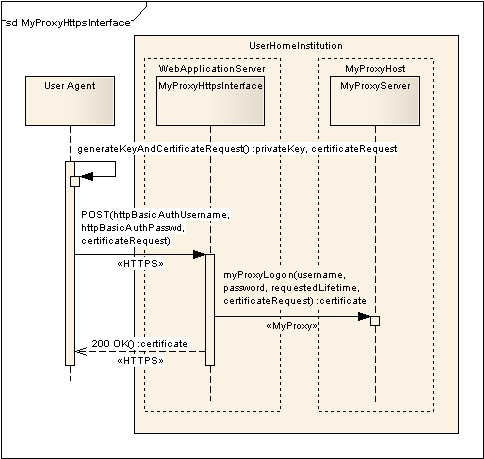 sd MyProxyHttpsInterface
UserHomeInstitution
WebApplicationServer
MyProxyHost
User Agent
MyProxyHttpsInterface
MyProxyServer
generateKeyAndCertificateRequest() :privateKey, certificateRequest
POST(httpBasicAuthUsername,
httpBasicAuthPasswd,
certificateRequest)
«HTTPS»
myProxyLogon(username,
password, requestedLifetime,
certificateRequest) :certificate
«MyProxy»
200 OK() :certificate
«HTTPS»